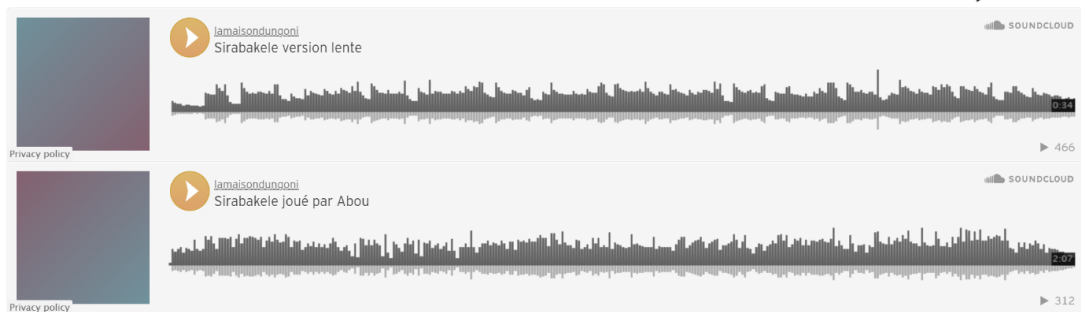 lamaisondungoni
SOUNDCLOUD
Sirabakele version lente
0:34
Privacy policy
466
lamaisondungoni
SOUNDCLOUD
Sirabakele joué par Abou
2:07
Privacy policy
312